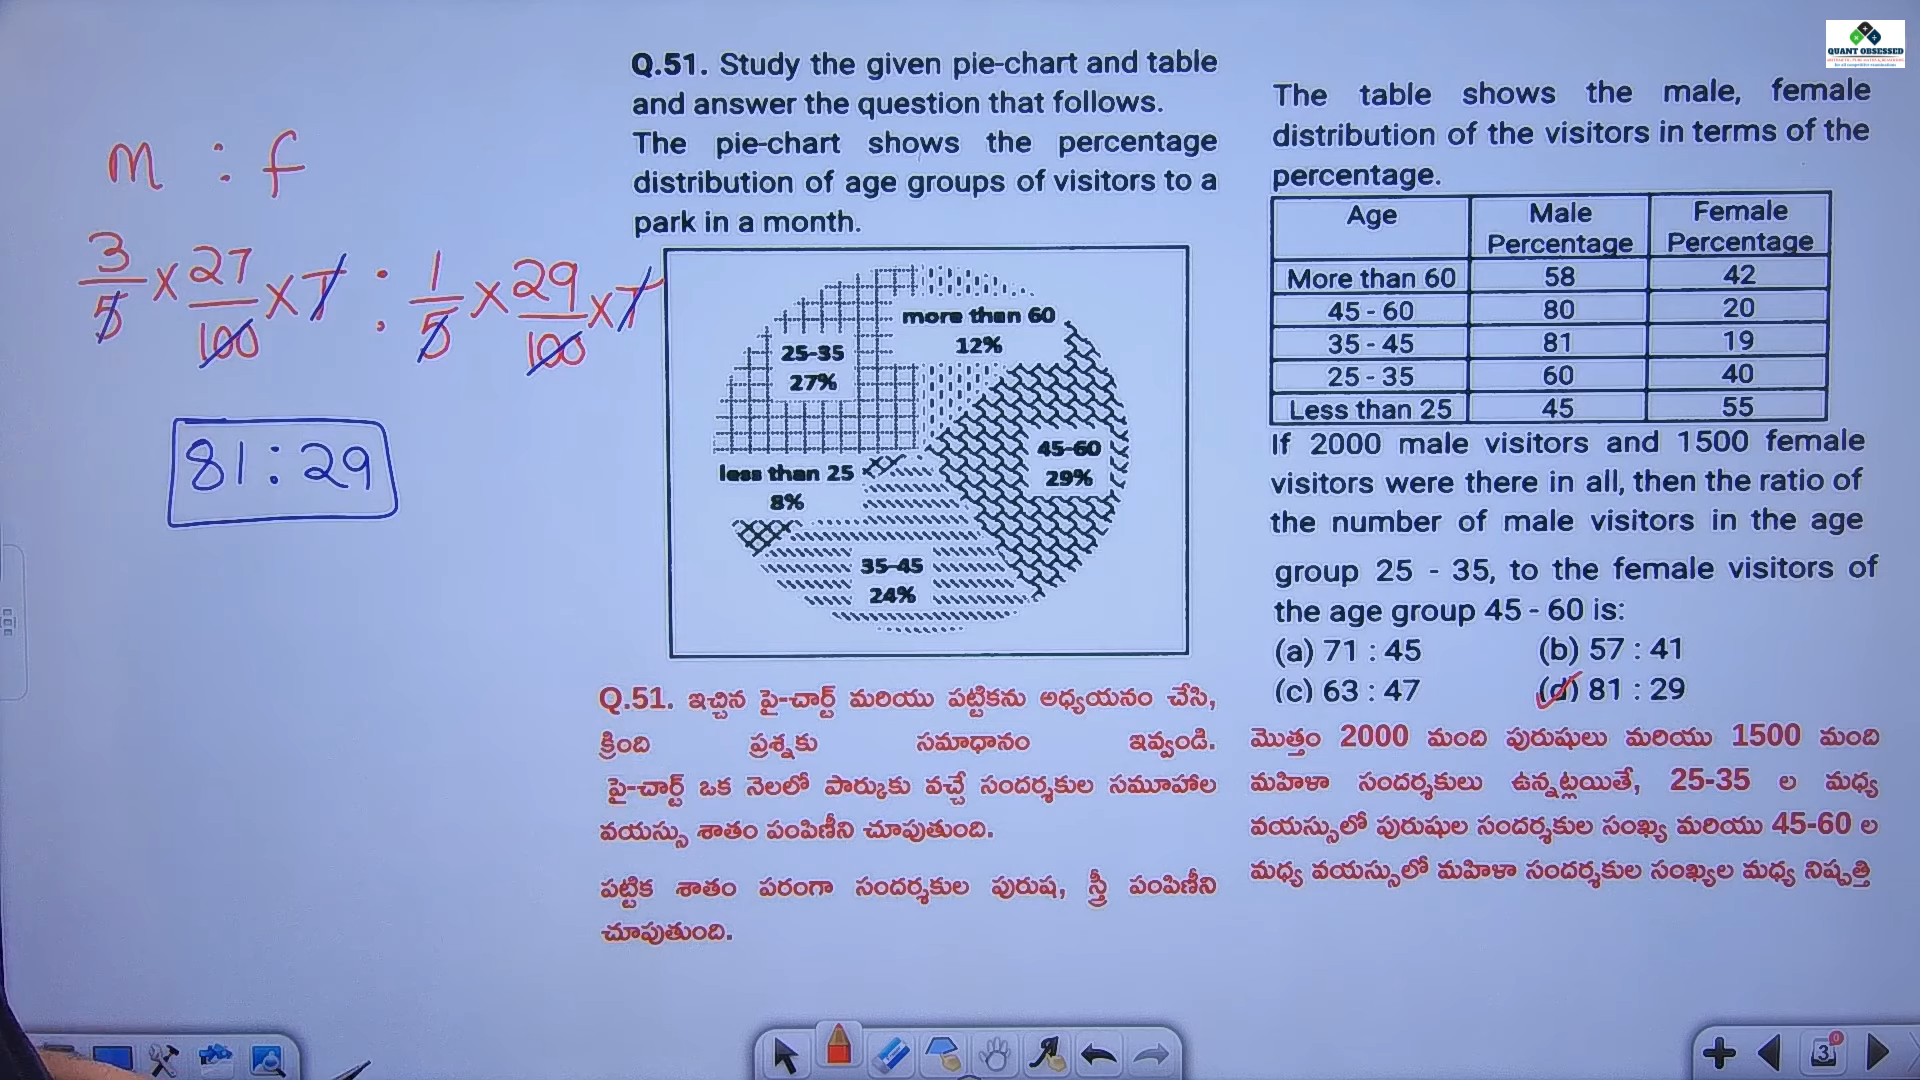 QUANT OBSESSED
m : f
3/5 × 27/100 × T : 1/5 × 29/100 × T
81 : 29
Q.51. Study the given pie-chart and table
and answer the question that follows.
The pie-chart shows the percentage
distribution of age groups of visitors to a
park in a month.
more than 60
12%
25-35
27%
45-60
29%
less than 25
8%
35-45
24%
Q.51. ఇచ్చిన పై-చార్ట్ మరియు పట్టికను అధ్యయనం చేసి,
క్రింది ప్రశ్నకు సమాధానం ఇవ్వండి.
పై-చార్ట్ ఒక నెలలో పార్కుకు వచ్చే సందర్శకుల సమూహాల
వయస్సు శాతం పంపిణీని చూపుతుంది.
పట్టిక శాతం పరంగా సందర్శకుల పురుష, స్త్రీ పంపిణీని
చూపుతుంది.
The table shows the male, female
distribution of the visitors in terms of the
percentage.
Age Male Percentage Female Percentage
More than 60 58 42
45 - 60 80 20
35 - 45 81 19
25 - 35 60 40
Less than 25 45 55
If 2000 male visitors and 1500 female
visitors were there in all, then the ratio of
the number of male visitors in the age
group 25 - 35, to the female visitors of
the age group 45 - 60 is:
(a) 71 : 45 (b) 57 : 41
(c) 63 : 47 (d) 81 : 29
మొత్తం 2000 మంది పురుషులు మరియు 1500 మంది
మహిళా సందర్శకులు ఉన్నట్లయితే, 25-35 ల మధ్య
వయస్సులో పురుషుల సందర్శకుల సంఖ్య మరియు 45-60 ల
మధ్య వయస్సులో మహిళా సందర్శకుల సంఖ్యల మధ్య నిష్పత్తి
3
0